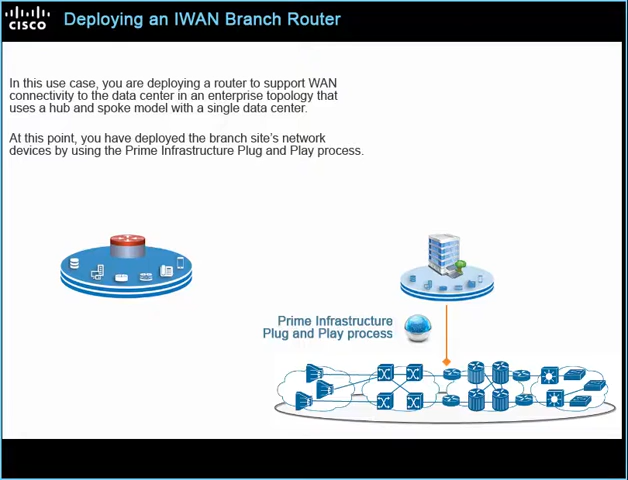 CISCO
Deploying an IWAN Branch Router
In this use case, you are deploying a router to support WAN
connectivity to the data center in an enterprise topology that
uses a hub and spoke model with a single data center.
At this point, you have deployed the branch site's network
devices by using the Prime Infrastructure Plug and Play process.
Prime Infrastructure
Plug and Play process